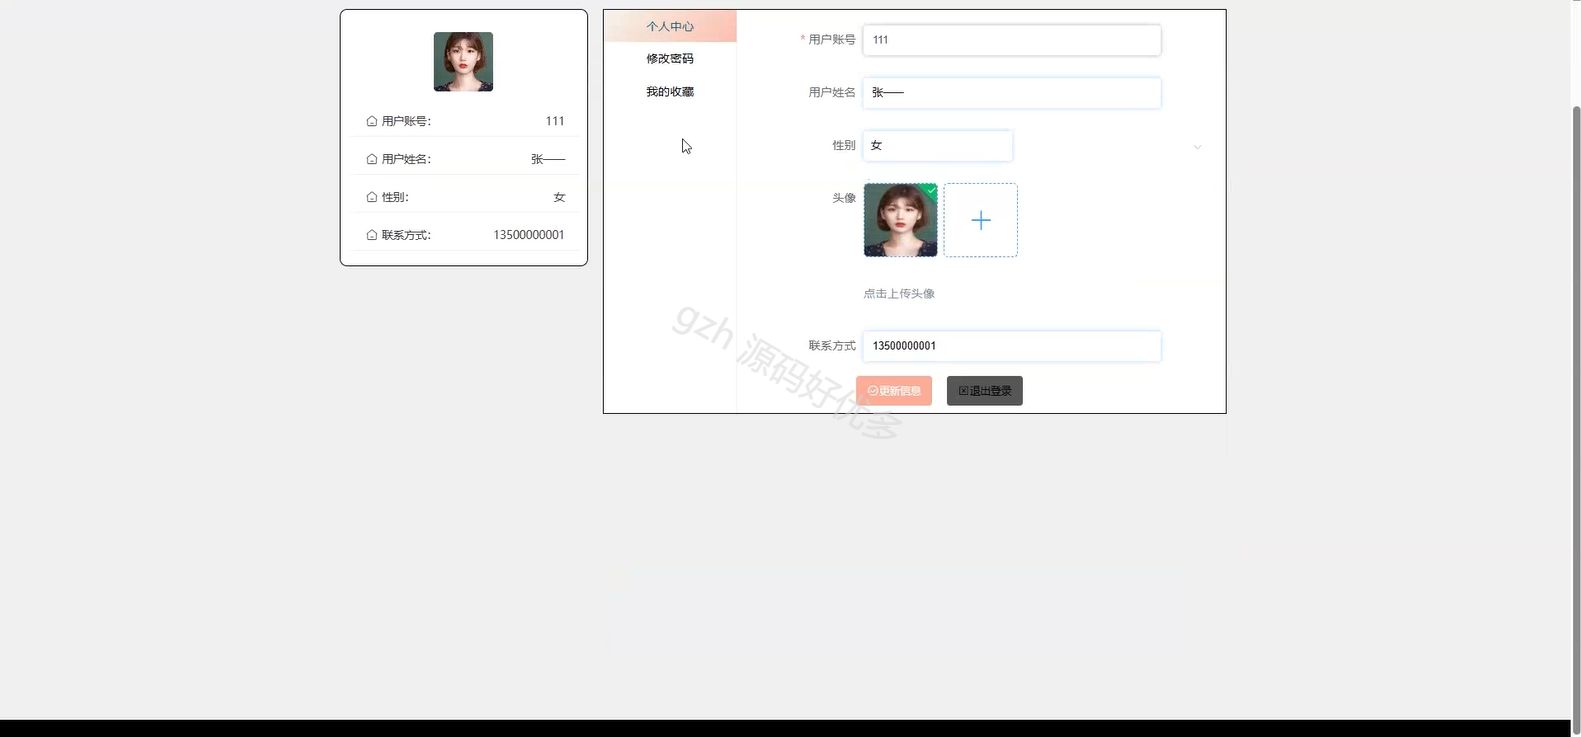 用户账号： 111
用户姓名： 张——
性别： 女
联系方式： 13500000001
个人中心
修改密码
我的收藏
* 用户账号 111
用户姓名 张——
性别 女
头像
点击上传头像
联系方式 13500000001
更新信息 退出登录
gzh 源码好优多